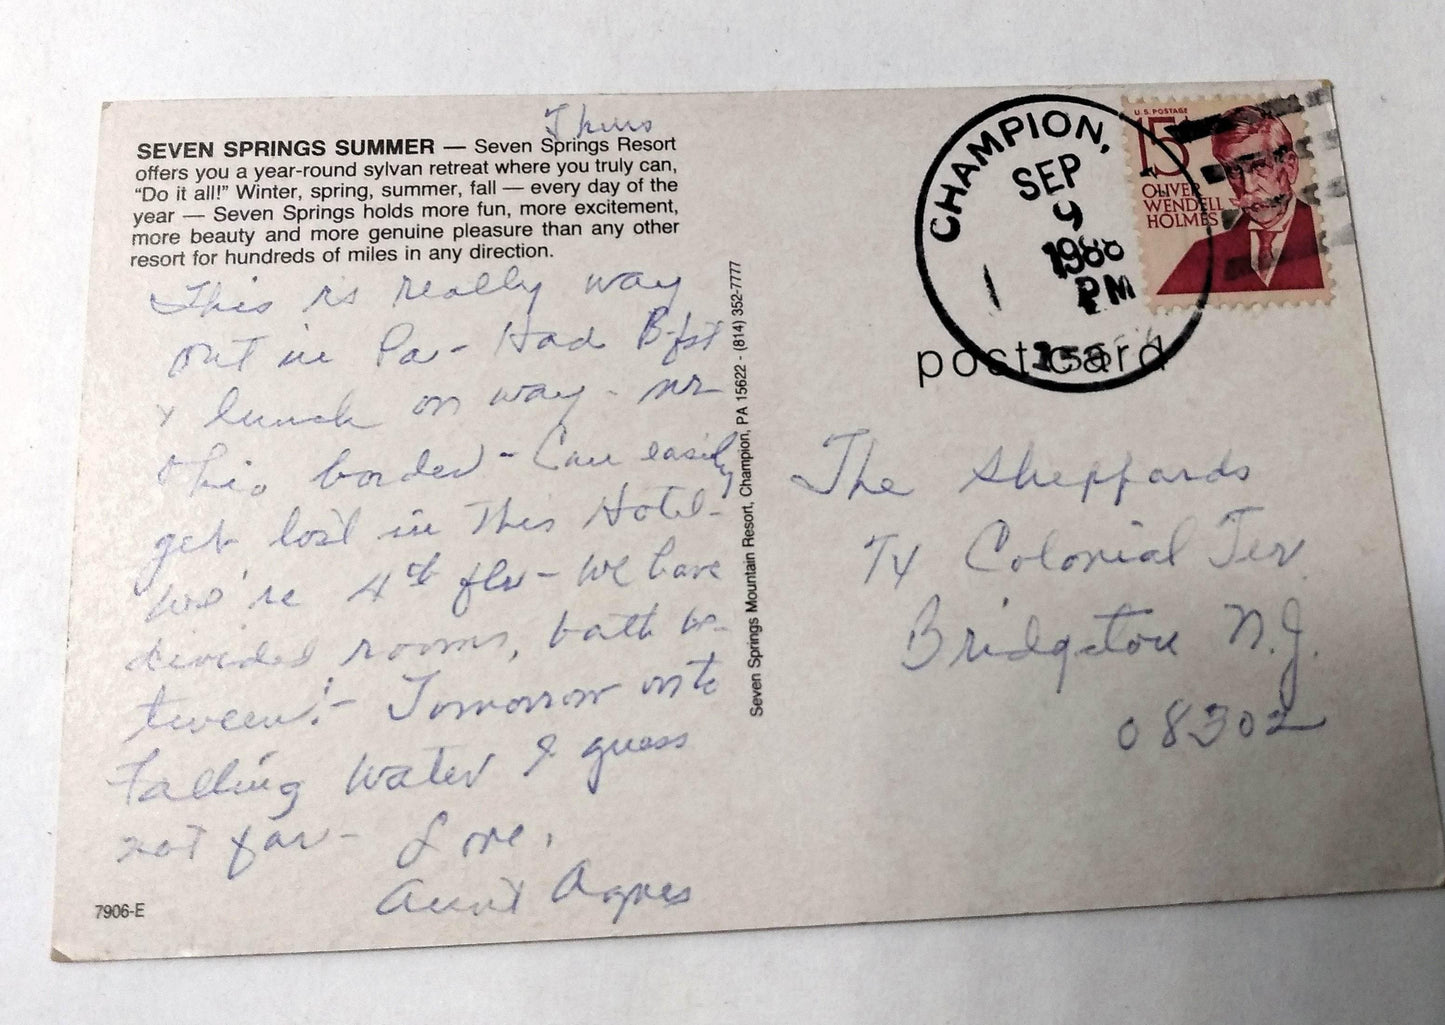 Thurs
SEVEN SPRINGS SUMMER — Seven Springs Resort
offers you a year-round sylvan retreat where you truly can,
“Do it all!” Winter, spring, summer, fall — every day of the
year — Seven Springs holds more fun, more excitement,
more beauty and more genuine pleasure than any other
resort for hundreds of miles in any direction.
This is really way
out in Pa - Had B-fst
& lunch on way - nr
Ohio border - Can easily
get lost in This Hotel -
We're 4th flr - We have
divided rooms, bath be-
tween! - Tomorrow onto
Falling Water I guess
not far - Love,
Aunt Agnes
7906-E
Seven Springs Mountain Resort, Champion, PA 15622 - (814) 352-7777
CHAMPION,
SEP
9
1988
PM
U.S. POSTAGE
15¢
OLIVER
WENDELL
HOLMES
postcard
The Sheppards
74 Colonial Ter.
Bridgeton N.J.
08302